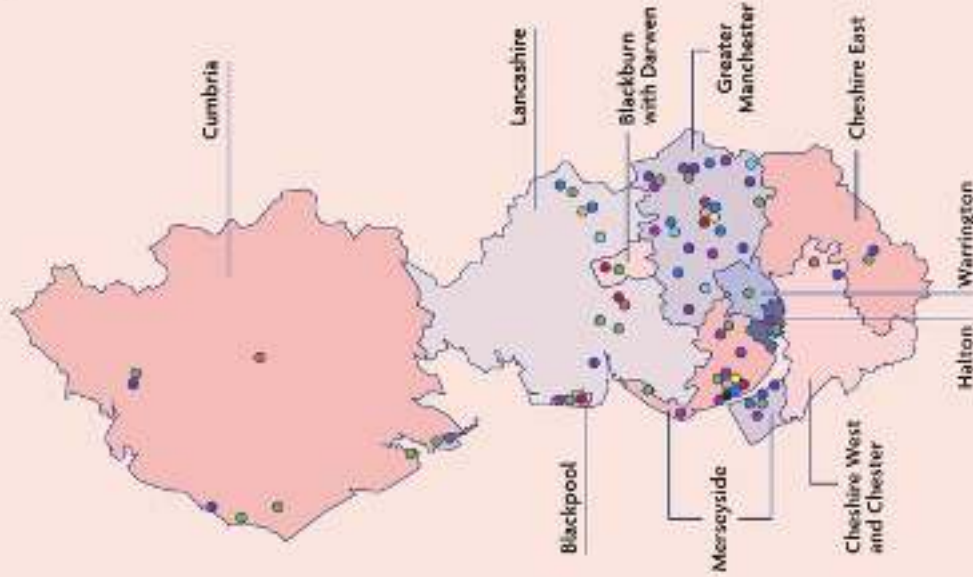 Cumbria
Lancashire
Blackburn
with Darwen
Greater
Manchester
Cheshire East
Warrington
Halton
Blackpool
Merseyside
Cheshire West
and Chester